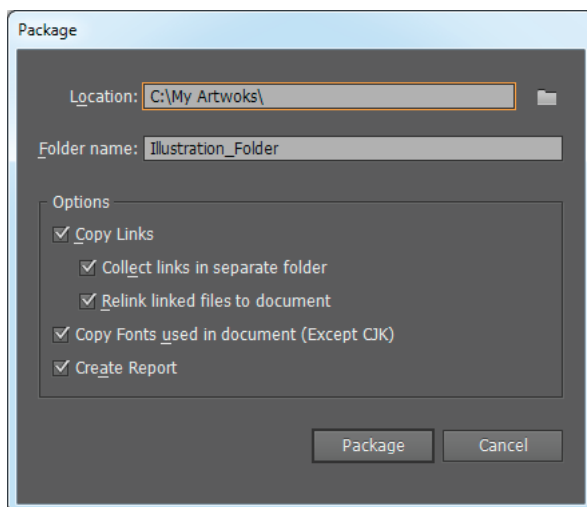 Package
Location: C:\My Artwoks\
Folder name: Illustration_Folder
Options
Copy Links
Collect links in separate folder
Relink linked files to document
Copy Fonts used in document (Except CJK)
Create Report
Package Cancel